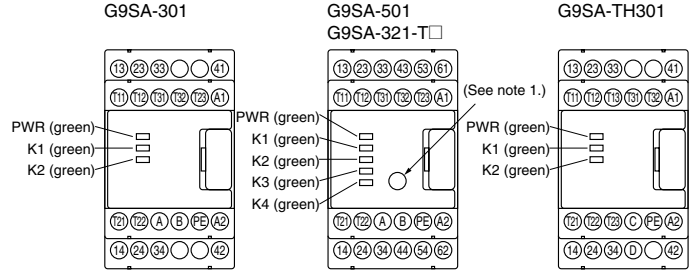 G9SA-301
13 23 33 41
T11 T12 T31 T32 T23 A1
PWR (green)
K1 (green)
K2 (green)
T21 T22 A B PE A2
14 24 34 42
G9SA-501
G9SA-321-T□
13 23 33 43 53 61
T11 T12 T31 T32 T23 A1
(See note 1.)
PWR (green)
K1 (green)
K2 (green)
K3 (green)
K4 (green)
T21 T22 A B PE A2
14 24 34 44 54 62
G9SA-TH301
13 23 33 41
T11 T12 T13 T31 T32 A1
PWR (green)
K1 (green)
K2 (green)
T21 T22 T23 C PE A2
14 24 34 D 42